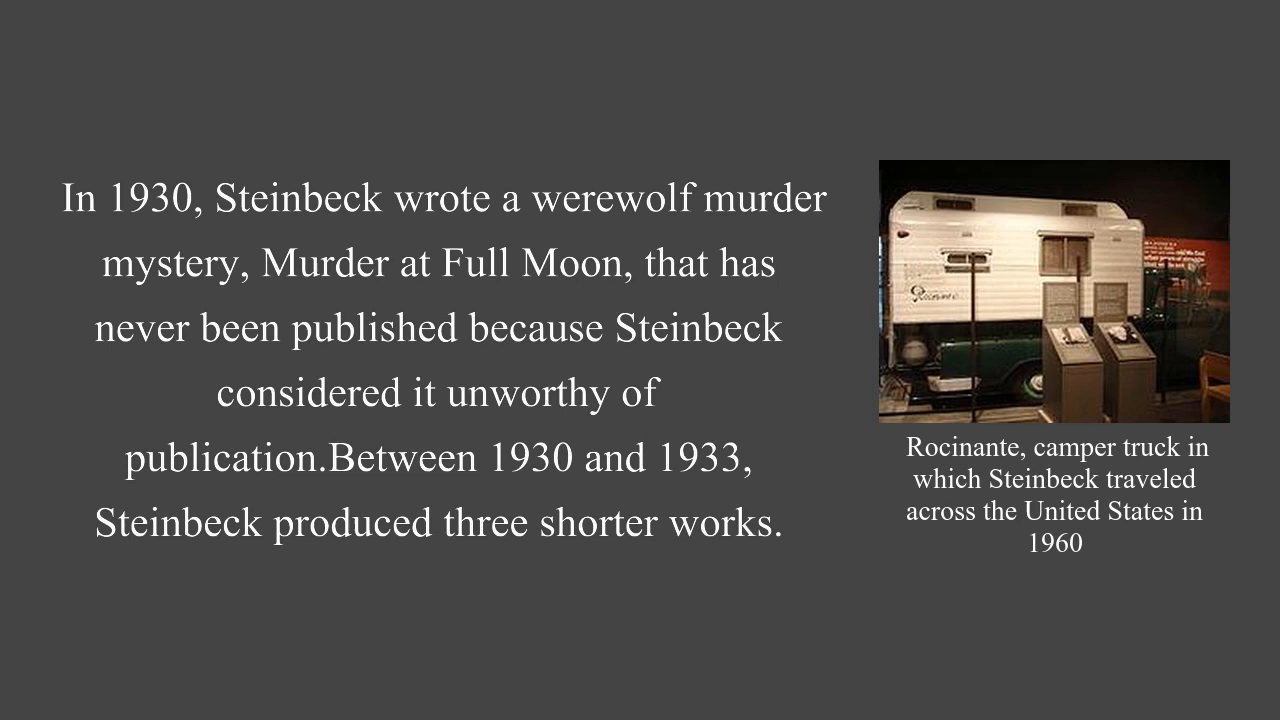 In 1930, Steinbeck wrote a werewolf murder
mystery, Murder at Full Moon, that has
never been published because Steinbeck
considered it unworthy of
publication.Between 1930 and 1933,
Steinbeck produced three shorter works.
Rocinante
Rocinante, camper truck in
which Steinbeck traveled
across the United States in
1960